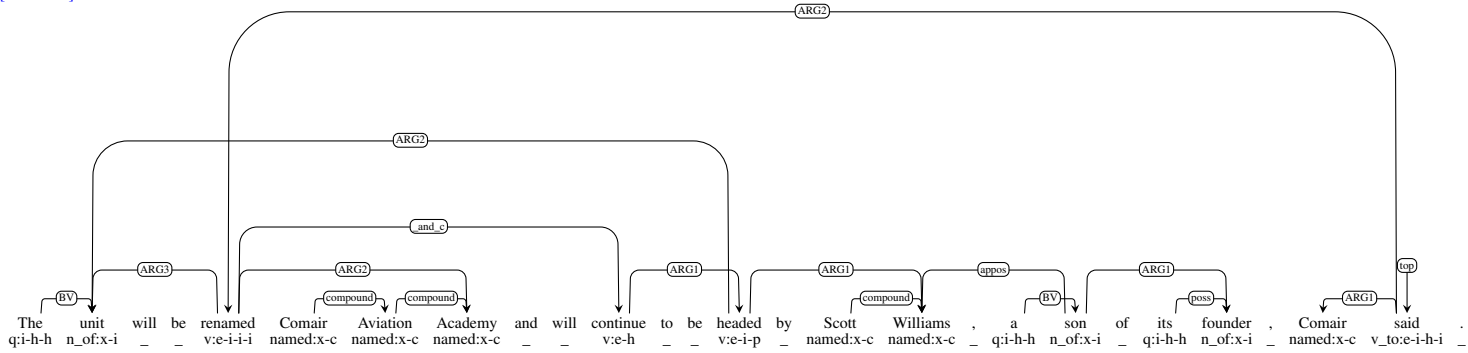 ARG2
ARG2
_and_c
ARG3 ARG2 ARG1 ARG1 appos ARG1 top
BV compound compound compound BV poss ARG1
The unit will be renamed Comair Aviation Academy and will continue to be headed by Scott Williams , a son of its founder , Comair said .
q:i-h-h n_of:x-i _ _ v:e-i-i-i named:x-c named:x-c named:x-c _ _ v:e-h _ _ v:e-i-p _ named:x-c named:x-c _ q:i-h-h n_of:x-i _ q:i-h-h n_of:x-i _ named:x-c v_to:e-i-h-i _